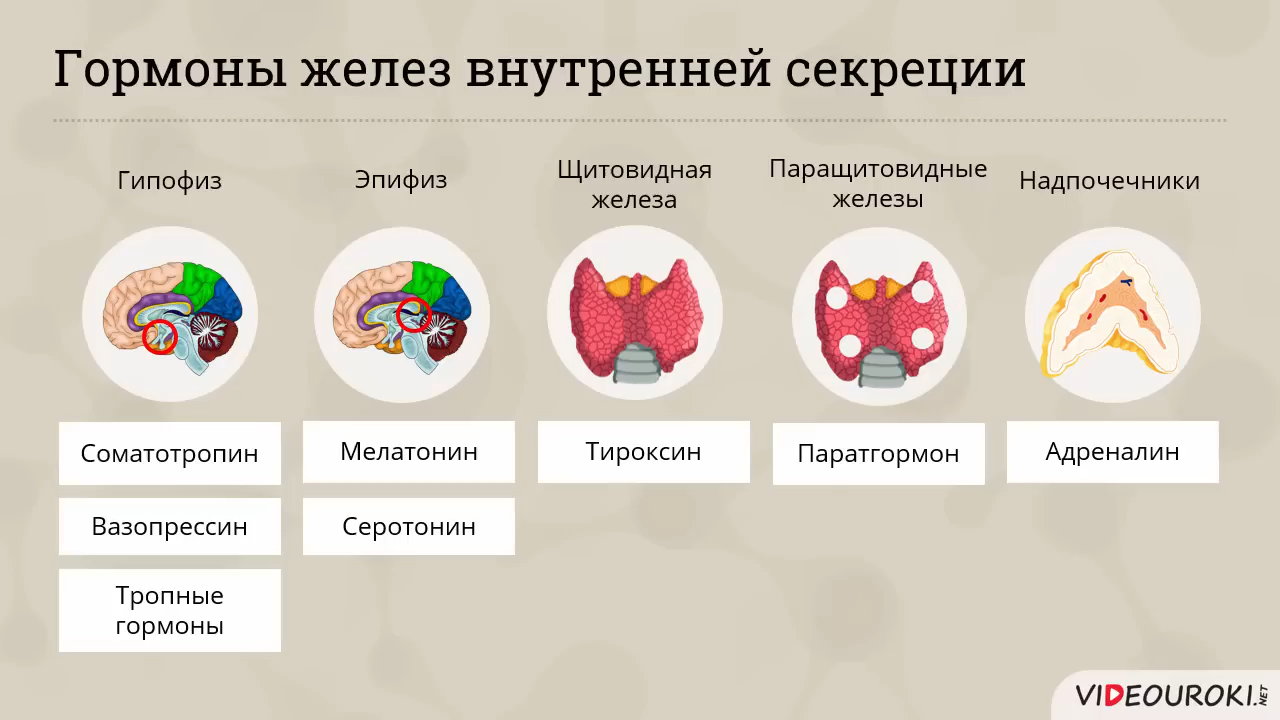 Гормоны желез внутренней секреции
Гипофиз
Эпифиз
Щитовидная
железа
Паращитовидные
железы
Надпочечники
Соматотропин
Мелатонин
Тироксин
Паратгормон
Адреналин
Вазопрессин
Серотонин
Тропные
гормоны
VIDEOUROKI.NET